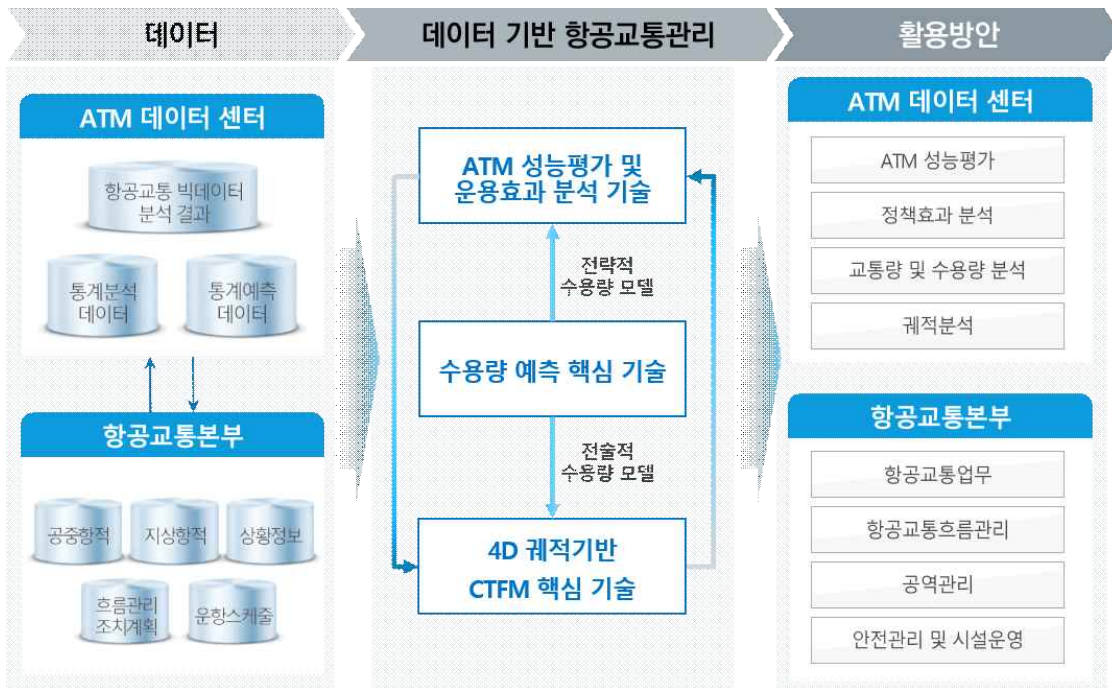 데이터
데이터 기반 항공교통관리
활용방안
ATM 데이터 센터
항공교통 빅데이터
분석 결과
통계분석
데이터
통계예측
데이터
항공교통본부
공중항적
지상항적
상황정보
흐름관리
조치계획
운항스케줄
ATM 성능평가 및
운용효과 분석 기술
전략적
수용량 모델
수용량 예측 핵심 기술
전술적
수용량 모델
4D 궤적기반
CTFM 핵심 기술
ATM 데이터 센터
ATM 성능평가
정책효과 분석
교통량 및 수용량 분석
궤적분석
항공교통본부
항공교통업무
항공교통흐름관리
공역관리
안전관리 및 시설운영